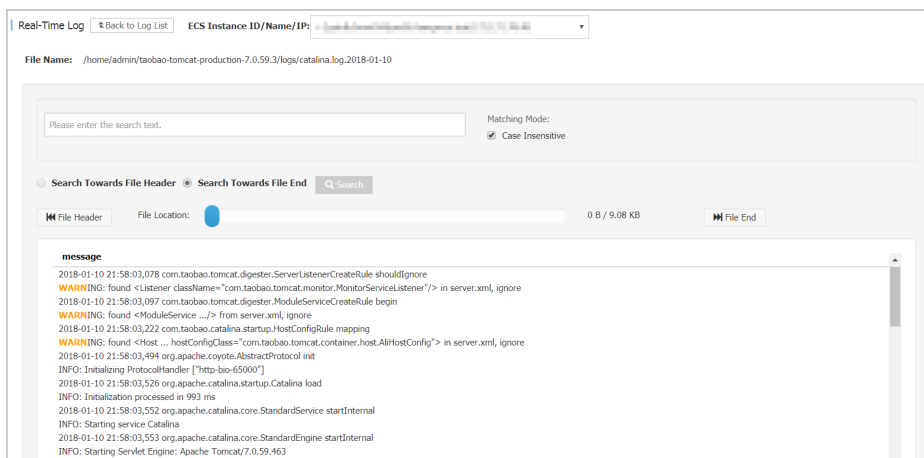 Real-Time Log Back to Log List ECS Instance ID/Name/IP:
File Name: /home/admin/taobao-tomcat-production-7.0.59.3/logs/catalina.log.2018-01-10
Please enter the search text.
Matching Mode:
Case Insensitive
Search Towards File Header Search Towards File End Search
File Header File Location: 0 B / 9.08 KB File End
message
2018-01-10 21:58:03,078 com.taobao.tomcat.digester.ServerListenerCreateRule shouldIgnore
WARNING: found <Listener className="com.taobao.tomcat.monitor.MonitorServiceListener"/> in server.xml, ignore
2018-01-10 21:58:03,097 com.taobao.tomcat.digester.ModuleServiceCreateRule begin
WARNING: found <ModuleService .../> from server.xml, ignore
2018-01-10 21:58:03,222 com.taobao.catalina.startup.HostConfigRule mapping
WARNING: found <Host ... hostConfigClass="com.taobao.tomcat.container.host.AliHostConfig"> in server.xml, ignore
2018-01-10 21:58:03,494 org.apache.coyote.AbstractProtocol init
INFO: Initializing ProtocolHandler ["http-bio-65000"]
2018-01-10 21:58:03,526 org.apache.catalina.startup.Catalina load
INFO: Initialization processed in 993 ms
2018-01-10 21:58:03,552 org.apache.catalina.core.StandardService startInternal
INFO: Starting service Catalina
2018-01-10 21:58:03,553 org.apache.catalina.core.StandardEngine startInternal
INFO: Starting Servlet Engine: Apache Tomcat/7.0.59.463